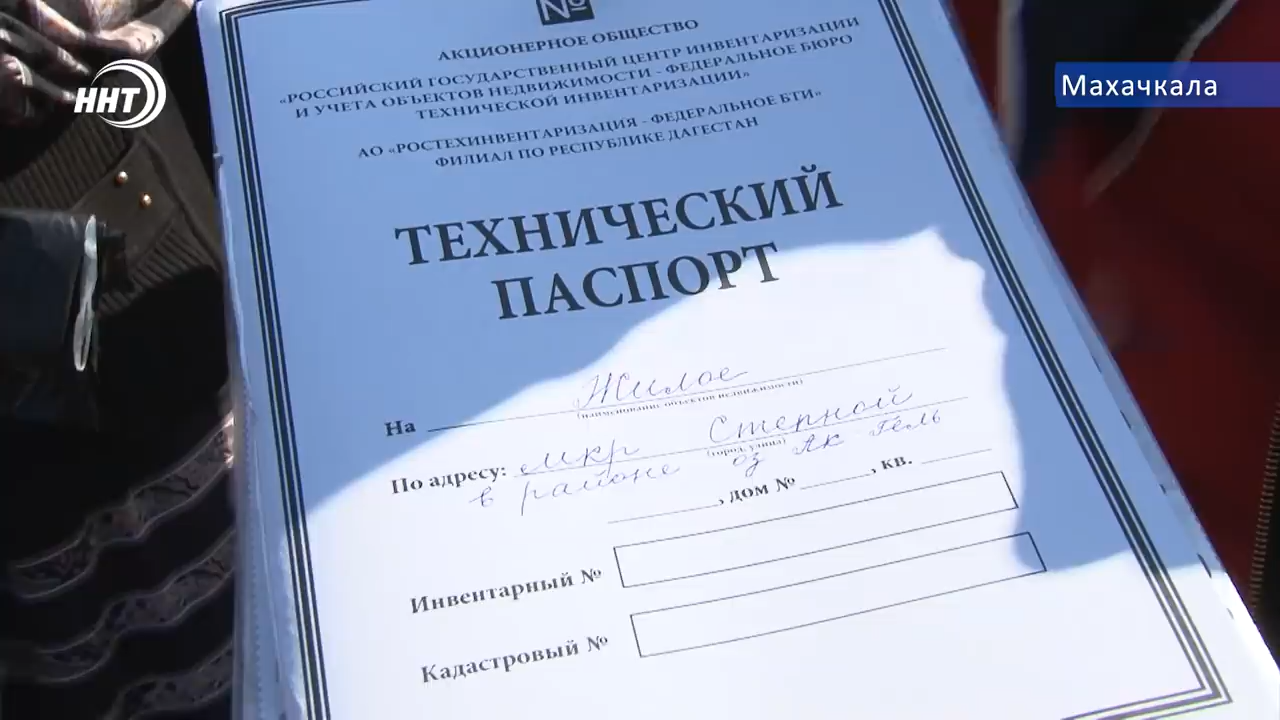 №
АКЦИОНЕРНОЕ ОБЩЕСТВО
«РОССИЙСКИЙ ГОСУДАРСТВЕННЫЙ ЦЕНТР ИНВЕНТАРИЗАЦИИ
И УЧЕТА ОБЪЕКТОВ НЕДВИЖИМОСТИ - ФЕДЕРАЛЬНОЕ БЮРО
ТЕХНИЧЕСКОЙ ИНВЕНТАРИЗАЦИИ»
АО «РОСТЕХИНВЕНТАРИЗАЦИЯ - ФЕДЕРАЛЬНОЕ БТИ»
ФИЛИАЛ ПО РЕСПУБЛИКЕ ДАГЕСТАН
ННТ
Махачкала
ТЕХНИЧЕСКИЙ
ПАСПОРТ
На Жилое
(наименование объектов недвижимости)
По адресу: мкр Степной
(город, улица)
в районе оз Ак Гёль
, дом № , кв.
Инвентарный №
Кадастровый №